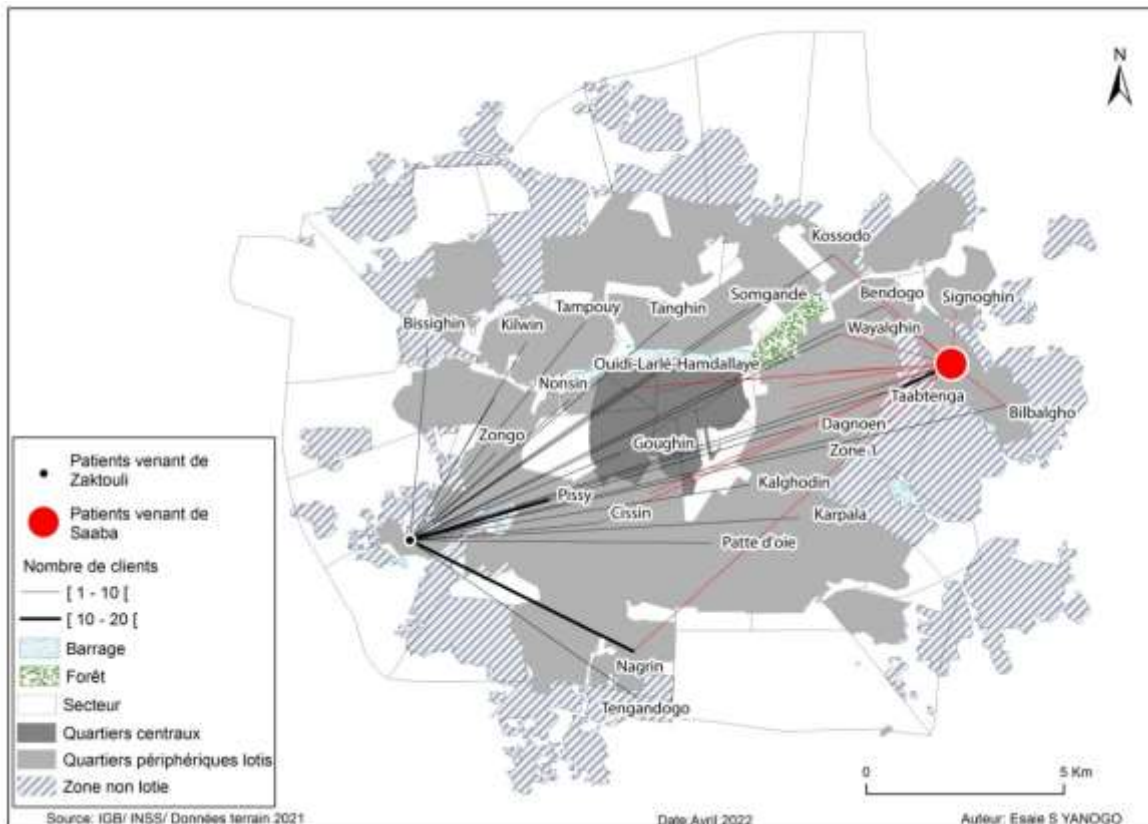 N
Kossodo
Bendogo
Signoghin
Somgande
Tanghin
Tampouy
Kilwin
Bissighin
Wayalghin
Ouidi-Larlé-Hamdallaye
Nonsin
Taabtenga
Bilbalgho
Dagnoen
Zongo
Goughin
Zone 1
Kalghodin
Pissy
Cissin
Karpala
Patte d'oie
Nagrin
Tengandogo
Patients venant de
Zaktouli
Patients venant de
Saaba
Nombre de clients
[ 1 - 10 [
[ 10 - 20 [
Barrage
Forêt
Secteur
Quartiers centraux
Quartiers périphériques lotis
Zone non lotie
0 5 Km
Source: IGB/ INSS/ Données terrain 2021
Date Avril 2022
Auteur: Esaie S YANOGO